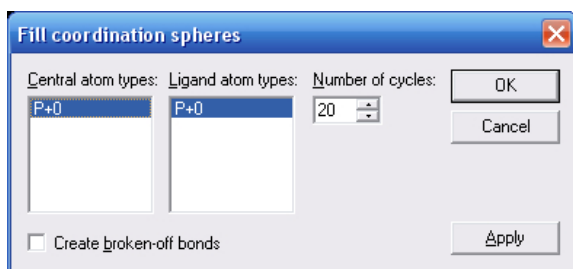 Fill coordination spheres
Central atom types: Ligand atom types: Number of cycles:
P+0 P+0 20
OK
Cancel
Create broken-off bonds
Apply